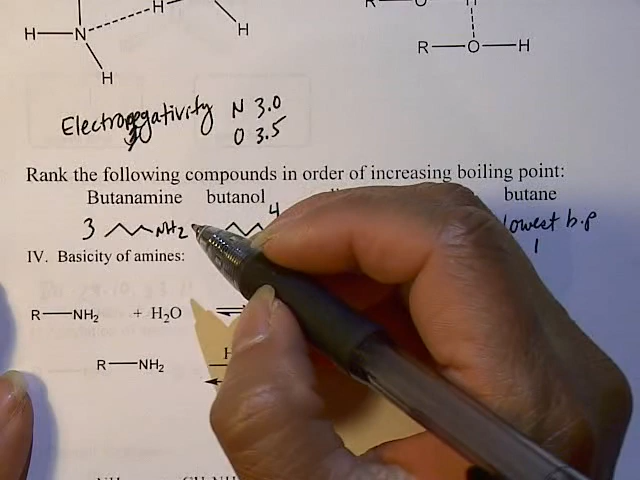 H
R O H
H N H
R O H
H
Electronegativity N 3.0
O 3.5
Rank the following compounds in order of increasing boiling point:
Butanamine butanol butane
3 NH2 4 lowest b.p
1
IV. Basicity of amines:
R NH2 + H2O
R NH2 H